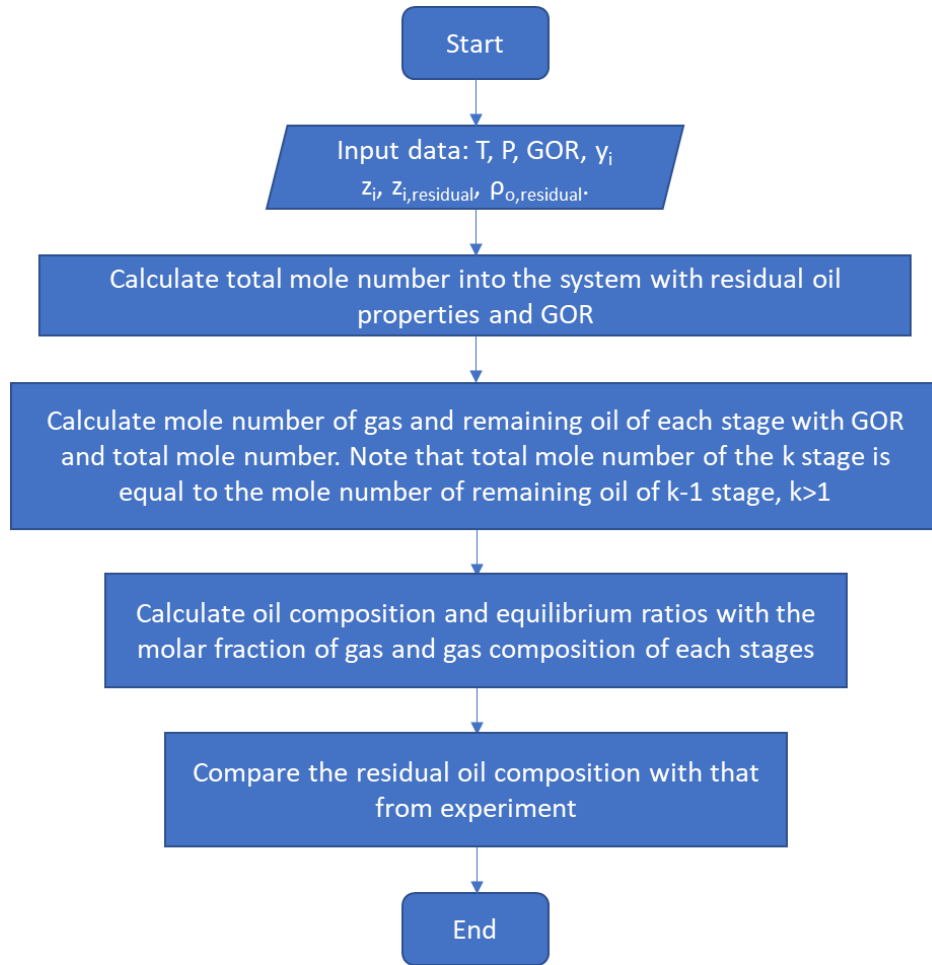 Start
Input data: T, P, GOR, yᵢ
zᵢ, zᵢ,residual, ρo,residual.
Calculate total mole number into the system with residual oil
properties and GOR
Calculate mole number of gas and remaining oil of each stage with GOR
and total mole number. Note that total mole number of the k stage is
equal to the mole number of remaining oil of k-1 stage, k>1
Calculate oil composition and equilibrium ratios with the
molar fraction of gas and gas composition of each stages
Compare the residual oil composition with that
from experiment
End